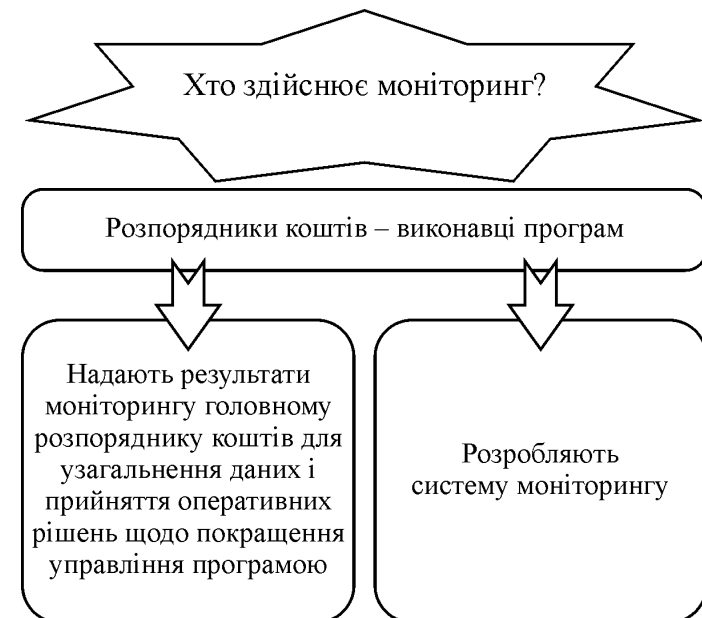 Хто здійснює моніторинг?
Розпорядники коштів – виконавці програм
Надають результати
моніторингу головному
розпоряднику коштів для
узагальнення даних і
прийняття оперативних
рішень щодо покращення
управління програмою
Розробляють
систему моніторингу